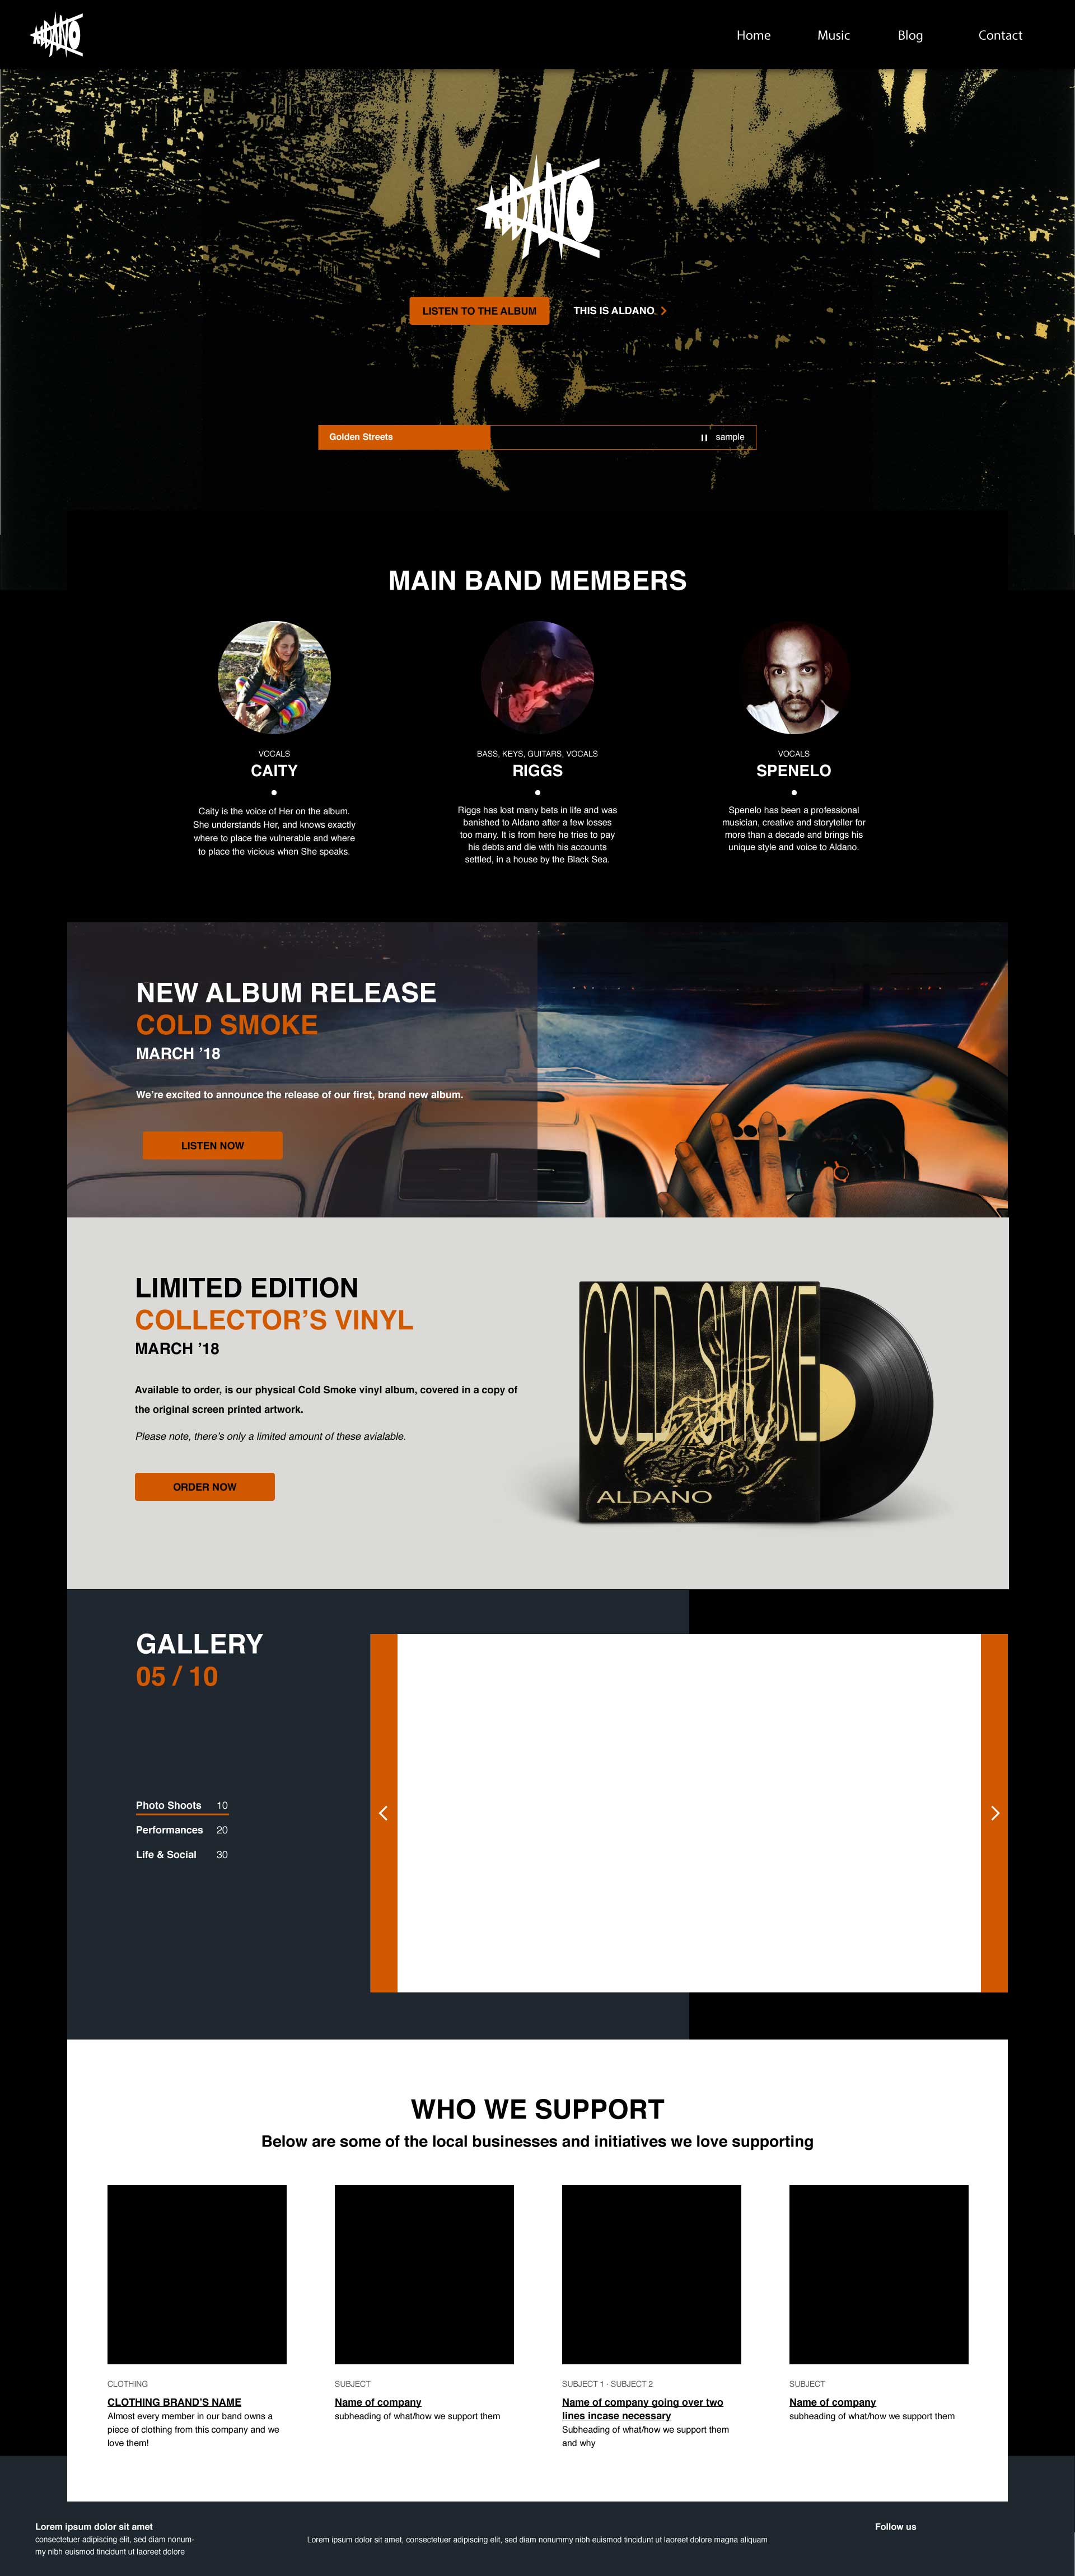 ALDANO
Home
Music
Blog
Contact
ALDANO
LISTEN TO THE ALBUM
THIS IS ALDANO
Golden Streets
sample
MAIN BAND MEMBERS
VOCALS
CAITY
Caity is the voice of Her on the album.
She understands Her, and knows exactly
where to place the vulnerable and where
to place the vicious when She speaks.
BASS, KEYS, GUITARS, VOCALS
RIGGS
Riggs has lost many bets in life and was
banished to Aldano after a few losses
too many. It is from here he tries to pay
his debts and die with his accounts
settled, in a house by the Black Sea.
VOCALS
SPENELO
Spenelo has been a professional
musician, creative and storyteller for
more than a decade and brings his
unique style and voice to Aldano.
NEW ALBUM RELEASE
COLD SMOKE
MARCH ’18
We’re excited to announce the release of our first, brand new album.
LISTEN NOW
LIMITED EDITION
COLLECTOR’S VINYL
MARCH ’18
Available to order, is our physical Cold Smoke vinyl album, covered in a copy of
the original screen printed artwork.
Please note, there’s only a limited amount of these avialable.
ORDER NOW
COLD SMOKE
ALDANO
GALLERY
05 / 10
Photo Shoots 10
Performances 20
Life & Social 30
WHO WE SUPPORT
Below are some of the local businesses and initiatives we love supporting
CLOTHING
CLOTHING BRAND’S NAME
Almost every member in our band owns a
piece of clothing from this company and we
love them!
SUBJECT
Name of company
subheading of what/how we support them
SUBJECT 1 - SUBJECT 2
Name of company going over two
lines incase necessary
Subheading of what/how we support them
and why
SUBJECT
Name of company
subheading of what/how we support them
Lorem ipsum dolor sit amet
consectetuer adipiscing elit, sed diam nonum-
my nibh euismod tincidunt ut laoreet dolore
Lorem ipsum dolor sit amet, consectetuer adipiscing elit, sed diam nonummy nibh euismod tincidunt ut laoreet dolore magna aliquam
Follow us